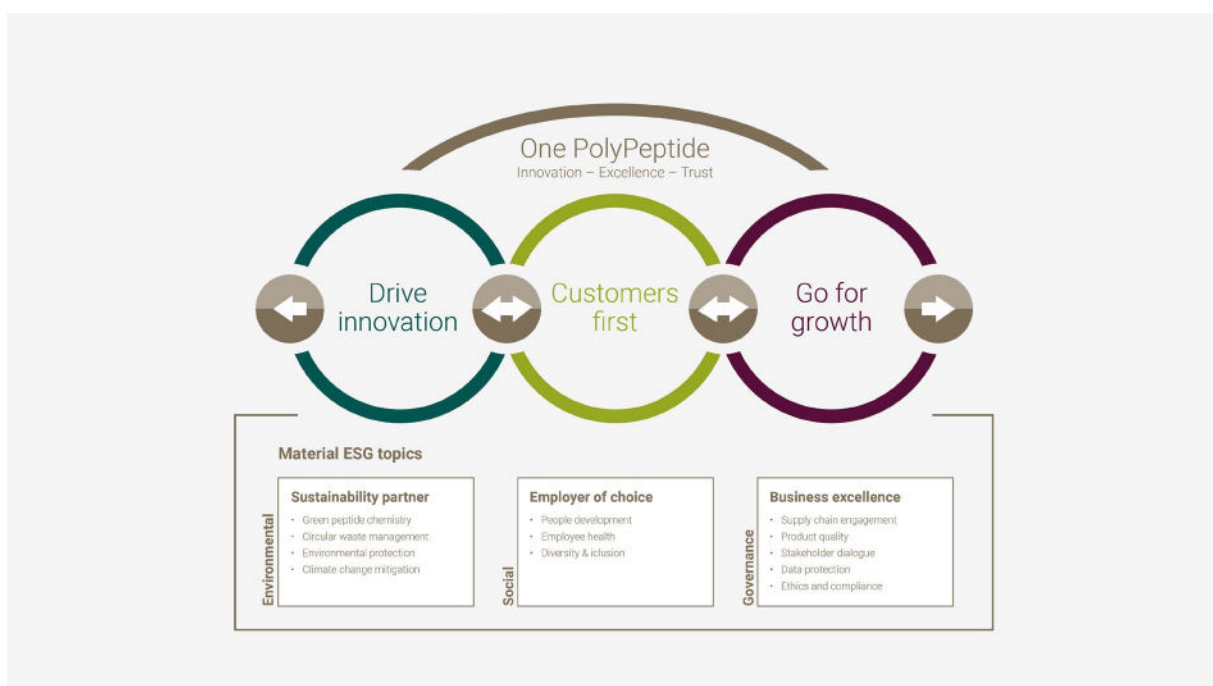 One PolyPeptide
Innovation – Excellence – Trust
Drive
innovation
Customers
first
Go for
growth
Material ESG topics
Environmental
Sustainability partner
• Green peptide chemistry
• Circular waste management
• Environmental protection
• Climate change mitigation
Social
Employer of choice
• People development
• Employee health
• Diversity & iclusion
Governance
Business excellence
• Supply chain engagement
• Product quality
• Stakeholder dialogue
• Data protection
• Ethics and compliance